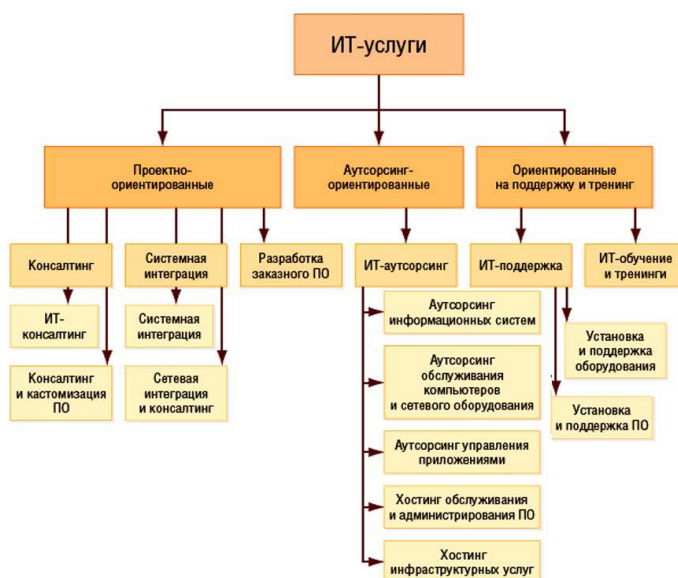 ИТ-услуги
Проектно-
ориентированные
Аутсорсинг-
ориентированные
Ориентированные
на поддержку и тренинг
Консалтинг
Системная
интеграция
Разработка
заказного ПО
ИТ-аутсорсинг
ИТ-поддержка
ИТ-обучение
и тренинги
ИТ-
консалтинг
Системная
интеграция
Консалтинг
и кастомизация
ПО
Сетевая
интеграция
и консалтинг
Аутсорсинг
информационных систем
Аутсорсинг
обслуживания
компьютеров
и сетевого оборудования
Аутсорсинг управления
приложениями
Хостинг обслуживания
и администрирования ПО
Хостинг
инфраструктурных услуг
Установка
и поддержка
оборудования
Установка
и поддержка ПО